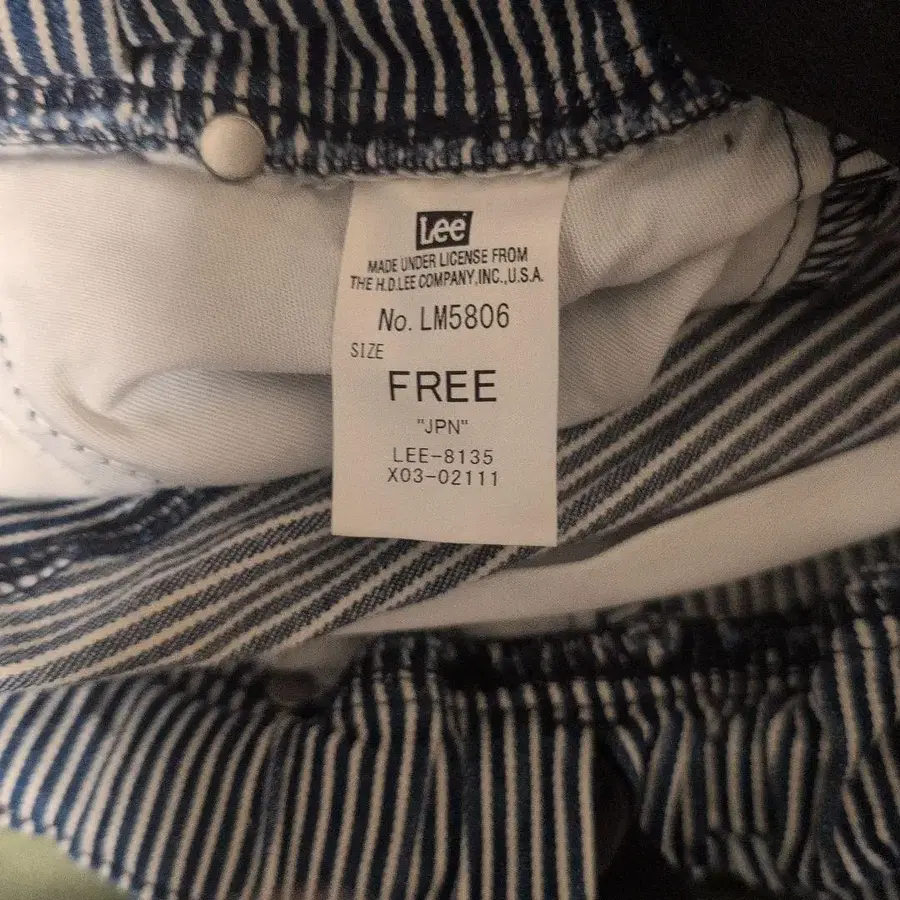 Lee
MADE UNDER LICENSE FROM
THE H.D.LEE COMPANY,INC.,U.S.A.
No. LM5806
SIZE
FREE
"JPN"
LEE-8135
X03-02111